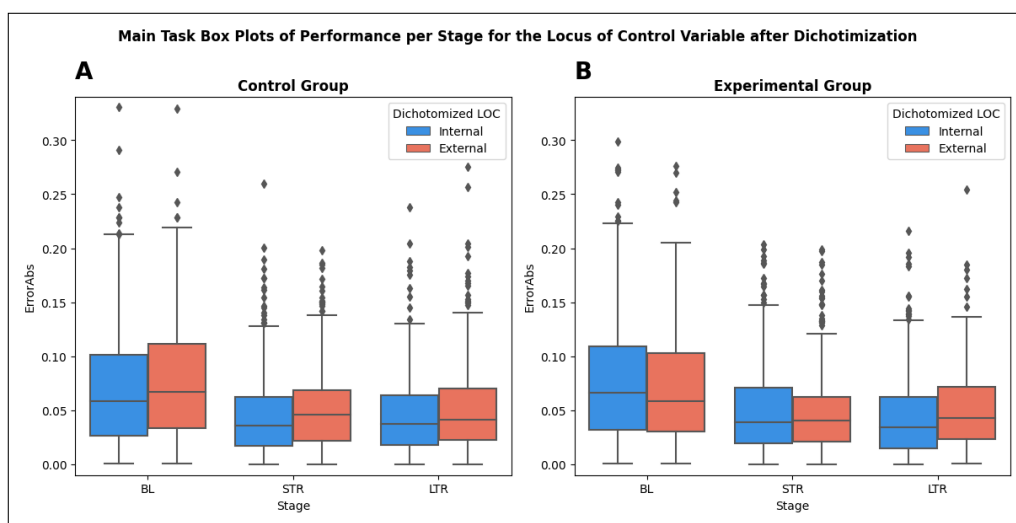 Main Task Box Plots of Performance per Stage for the Locus of Control Variable after Dichotimization
A
Control Group
Dichotomized LOC
Internal
External
ErrorAbs
0.30
0.25
0.20
0.15
0.10
0.05
0.00
BL
STR
LTR
Stage
B
Experimental Group
Dichotomized LOC
Internal
External
ErrorAbs
0.30
0.25
0.20
0.15
0.10
0.05
0.00
BL
STR
LTR
Stage